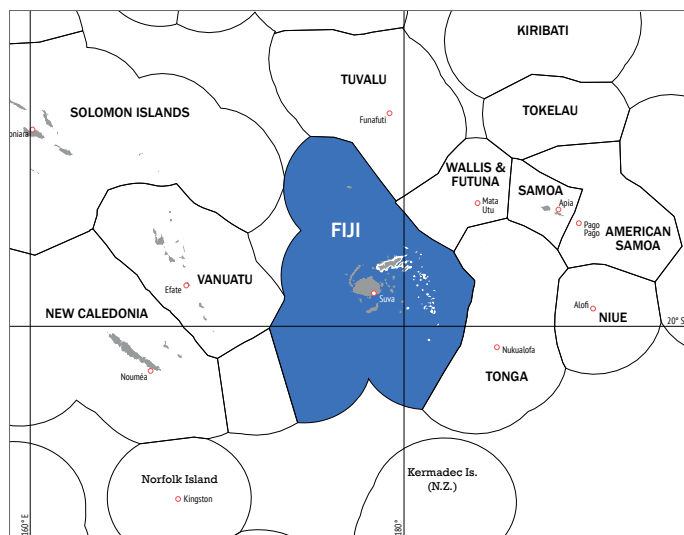 KIRIBATI
TUVALU
SOLOMON ISLANDS
Funafuti
TOKELAU
oniara
WALLIS &
FUTUNA
SAMOA
Mata
Utu
Apia
FIJI
Pago
Pago
AMERICAN
SAMOA
VANUATU
Efate
Suva
NEW CALEDONIA
Alofi
NIUE
20° S
Nukualofa
Nouméa
TONGA
Norfolk Island
Kermadec Is.
(N.Z.)
Kingston
160° E
180°